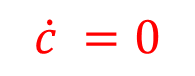 ċ = 0